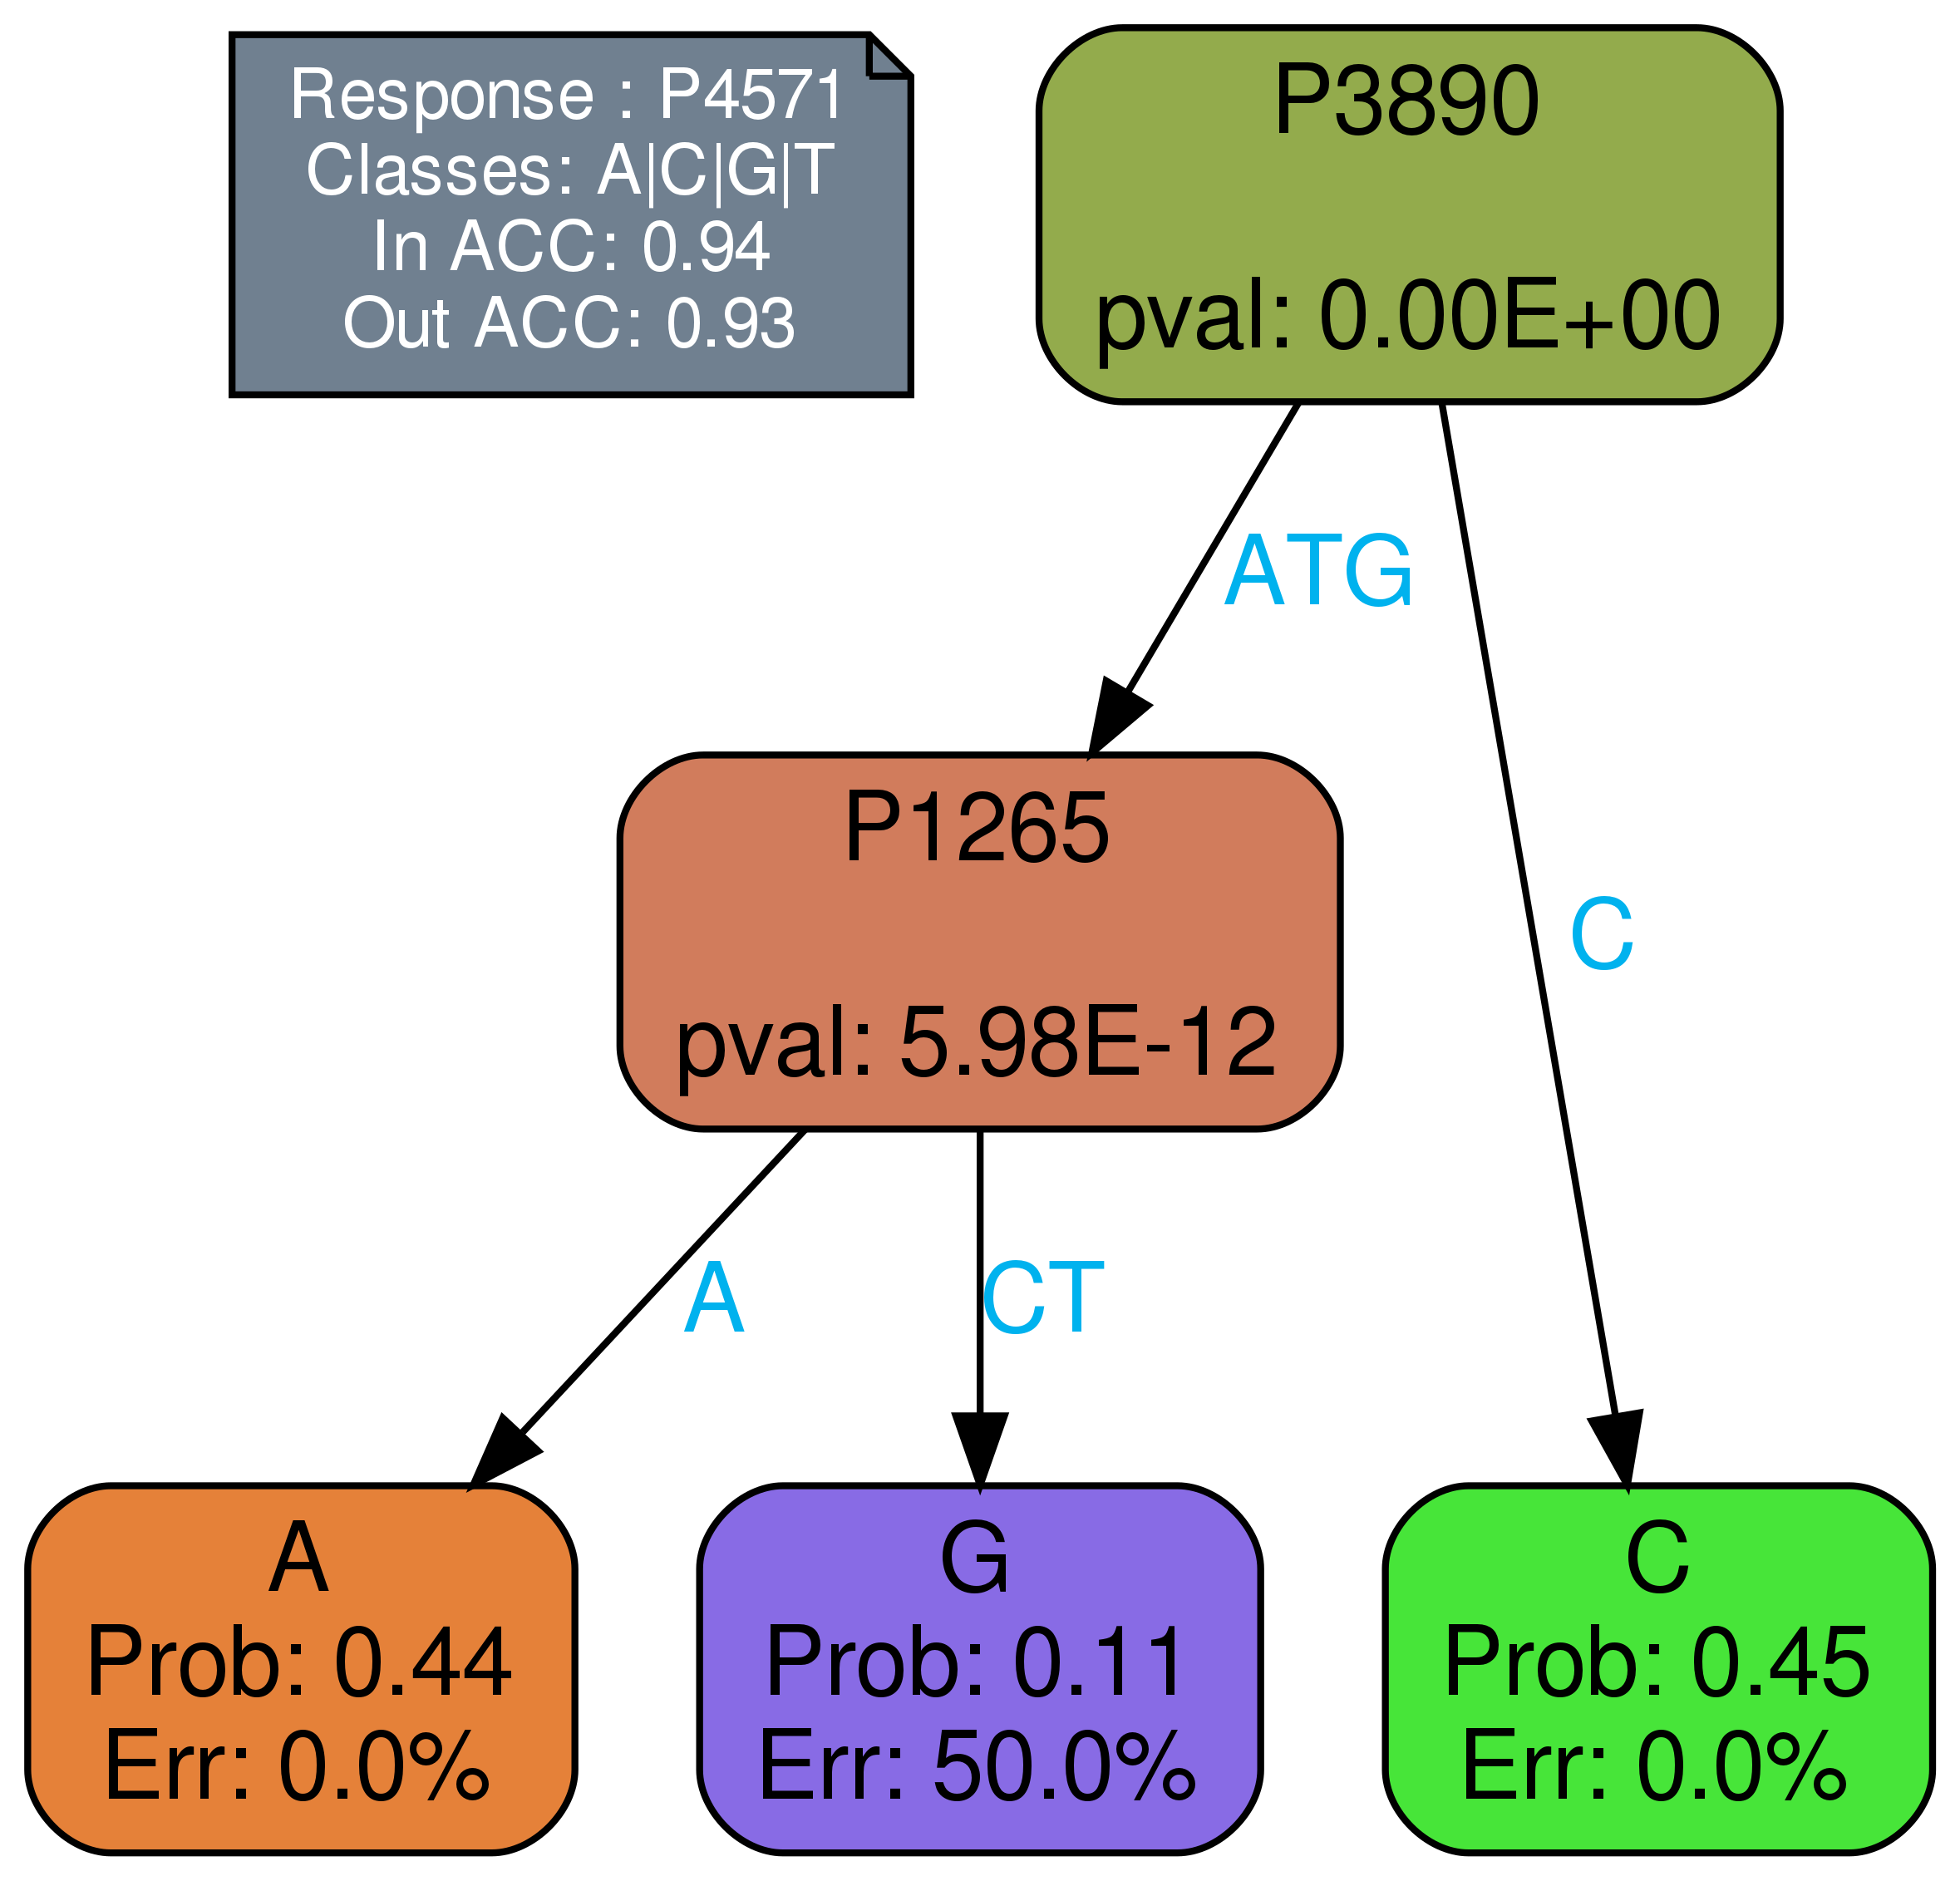 Response : P4571
Classes: A|C|G|T
In ACC: 0.94
Out ACC: 0.93
P3890
pval: 0.00E+00
ATG
C
P1265
pval: 5.98E-12
A
CT
A
Prob: 0.44
Err: 0.0%
G
Prob: 0.11
Err: 50.0%
C
Prob: 0.45
Err: 0.0%